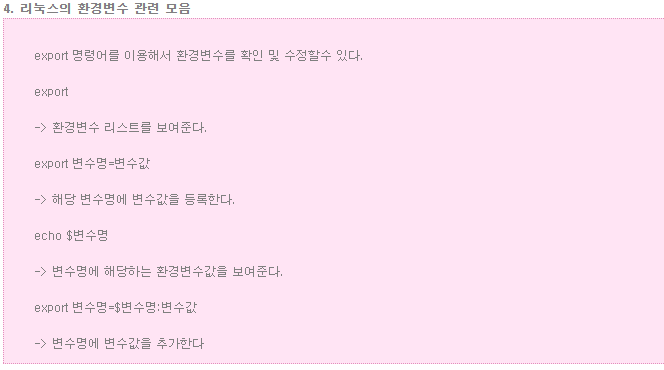 4. 리눅스의 환경변수 관련 모음
export 명령어를 이용해서 환경변수를 확인 및 수정할수 있다.
export
-> 환경변수 리스트를 보여준다.
export 변수명=변수값
-> 해당 변수명에 변수값을 등록한다.
echo $변수명
-> 변수명에 해당하는 환경변수값을 보여준다.
export 변수명=$변수명:변수값
-> 변수명에 변수값을 추가한다